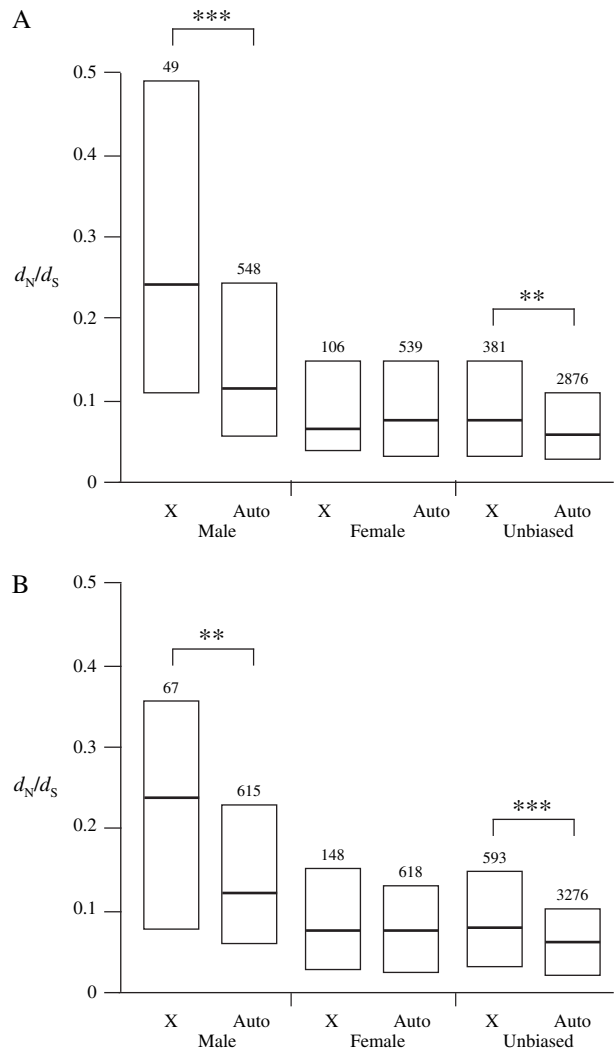 A
***
0.5
49
0.4
0.3
548
dN/dS
**
0.2
106 539 381
2876
0.1
0
X Auto X Auto X Auto
Male Female Unbiased
B
0.5
**
0.4
67
0.3
dN/dS
615
***
0.2
148 618 593
3276
0.1
0
X Auto X Auto X Auto
Male Female Unbiased